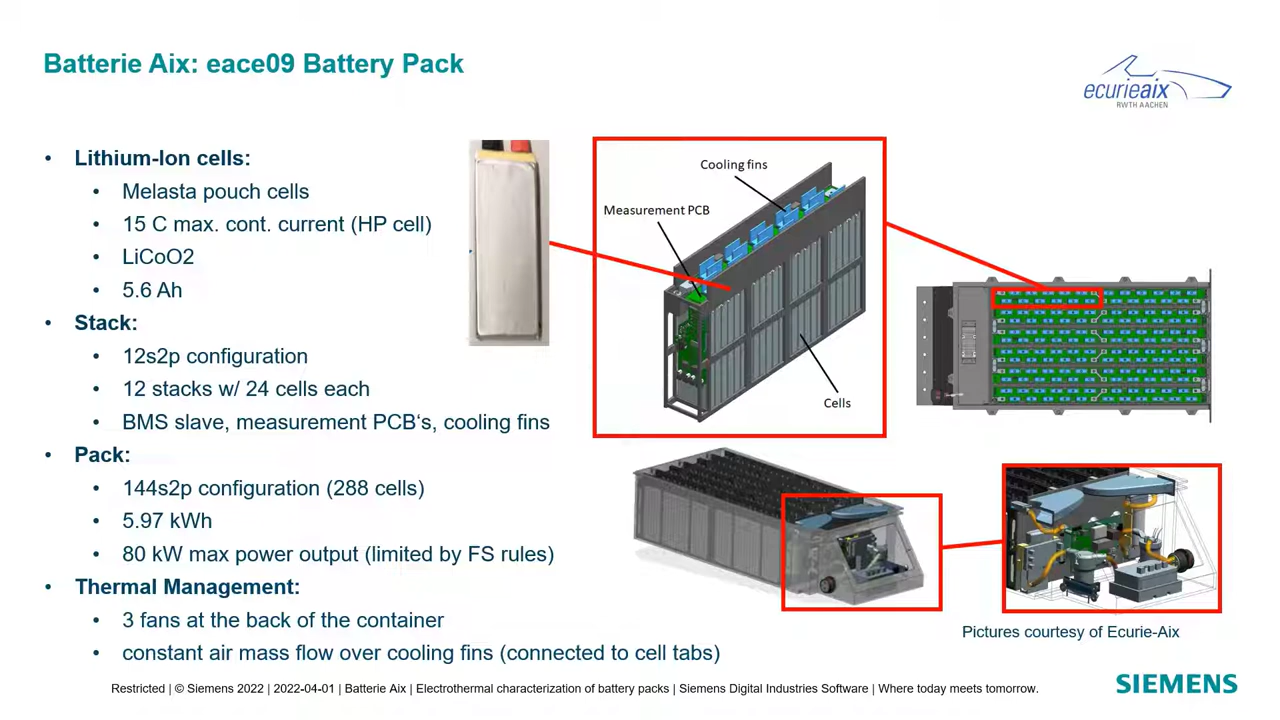 Batterie Aix: eace09 Battery Pack
ecurieaix
RWTH AACHEN
• Lithium-Ion cells:
• Melasta pouch cells
• 15 C max. cont. current (HP cell)
• LiCoO2
• 5.6 Ah
• Stack:
• 12s2p configuration
• 12 stacks w/ 24 cells each
• BMS slave, measurement PCB‘s, cooling fins
• Pack:
• 144s2p configuration (288 cells)
• 5.97 kWh
• 80 kW max power output (limited by FS rules)
• Thermal Management:
• 3 fans at the back of the container
• constant air mass flow over cooling fins (connected to cell tabs)
Cooling fins
Measurement PCB
Cells
Pictures courtesy of Ecurie-Aix
Restricted | © Siemens 2022 | 2022-04-01 | Batterie Aix | Electrothermal characterization of battery packs | Siemens Digital Industries Software | Where today meets tomorrow.
SIEMENS